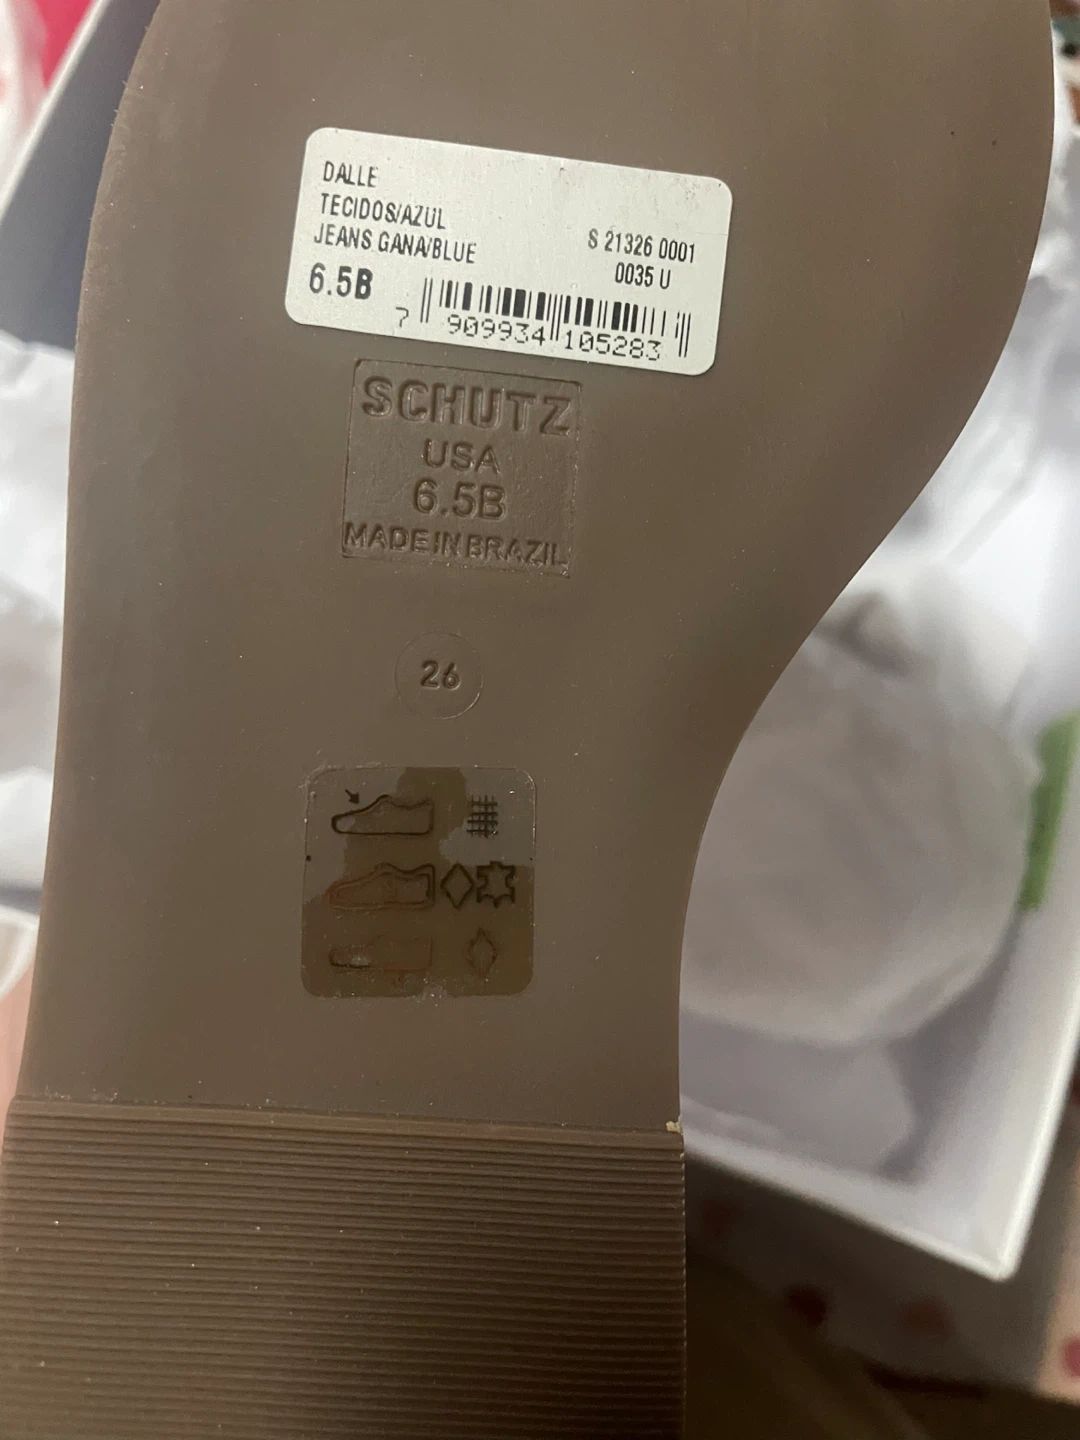 DALLE
TECIDOS/AZUL
JEANS GANA/BLUE
6.5B
S 21326 0001
0035 U
7 909934 105283
SCHUTZ
USA
6.5B
MADE IN BRAZIL
26